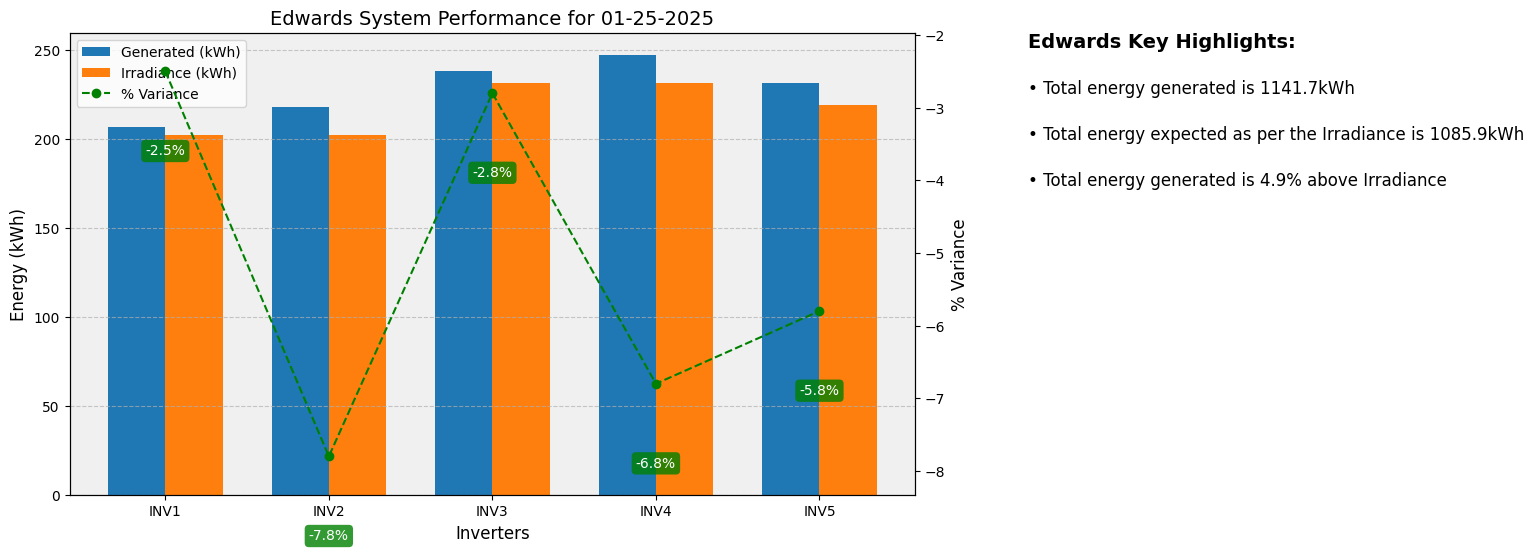 Edwards System Performance for 01-25-2025
Generated (kWh)
Irradiance (kWh)
% Variance
Energy (kWh)
250
200
150
100
50
0
-2.5%
-7.8%
-2.8%
-6.8%
-5.8%
INV1
INV2
INV3
INV4
INV5
Inverters
−2
−3
−4
−5
−6
−7
−8
% Variance
Edwards Key Highlights:
• Total energy generated is 1141.7kWh
• Total energy expected as per the Irradiance is 1085.9kWh
• Total energy generated is 4.9% above Irradiance